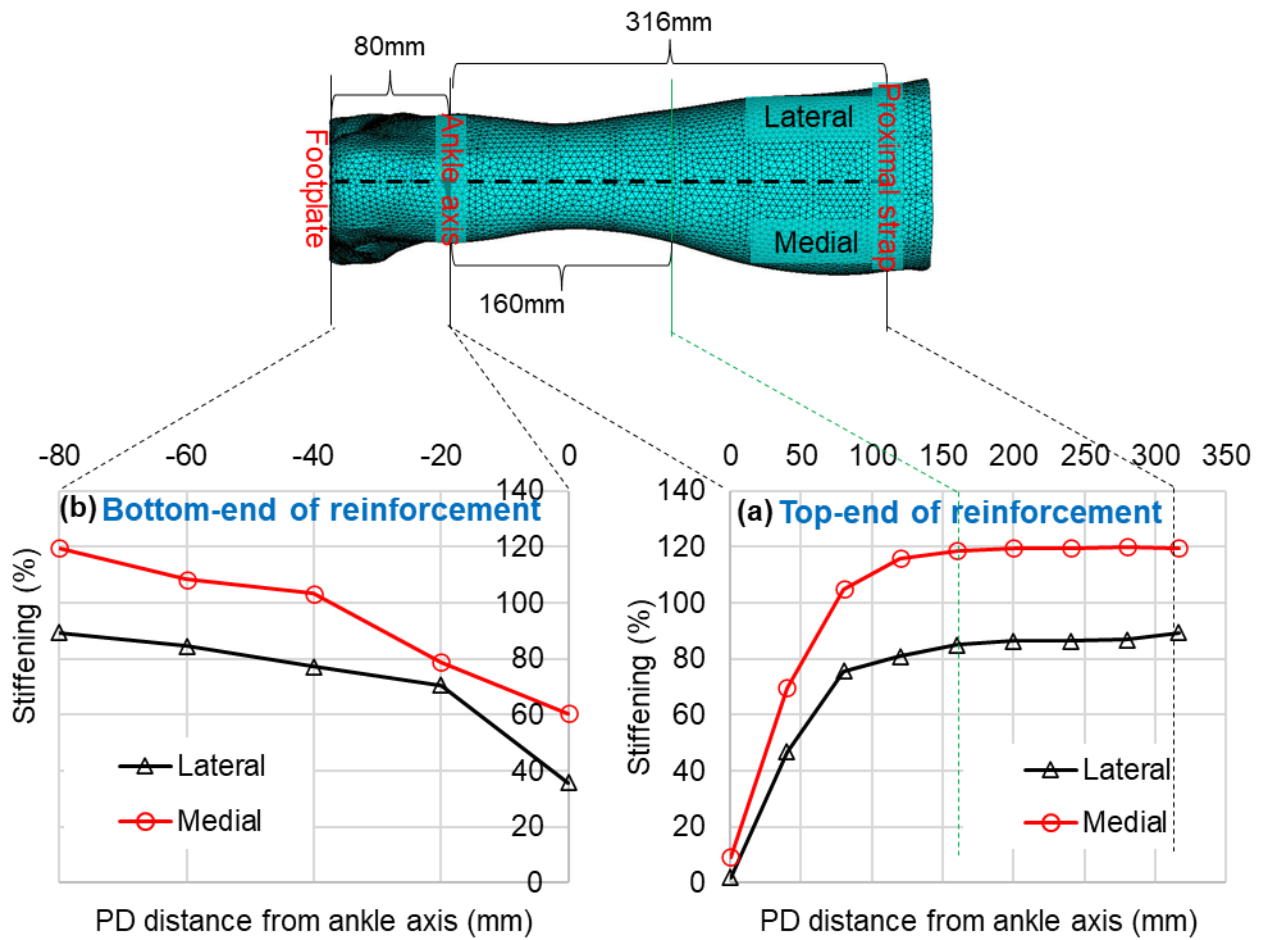 316mm
80mm
Footplate
Ankle axis
Lateral
Medial
Proximal strap
160mm
-80 -60 -40 -20 0
(b) Bottom-end of reinforcement
Stiffening (%)
140
120
100
80
60
40
20
0
Lateral
Medial
PD distance from ankle axis (mm)
0 50 100 150 200 250 300 350
(a) Top-end of reinforcement
Stiffening (%)
140
120
100
80
60
40
20
0
Lateral
Medial
PD distance from ankle axis (mm)